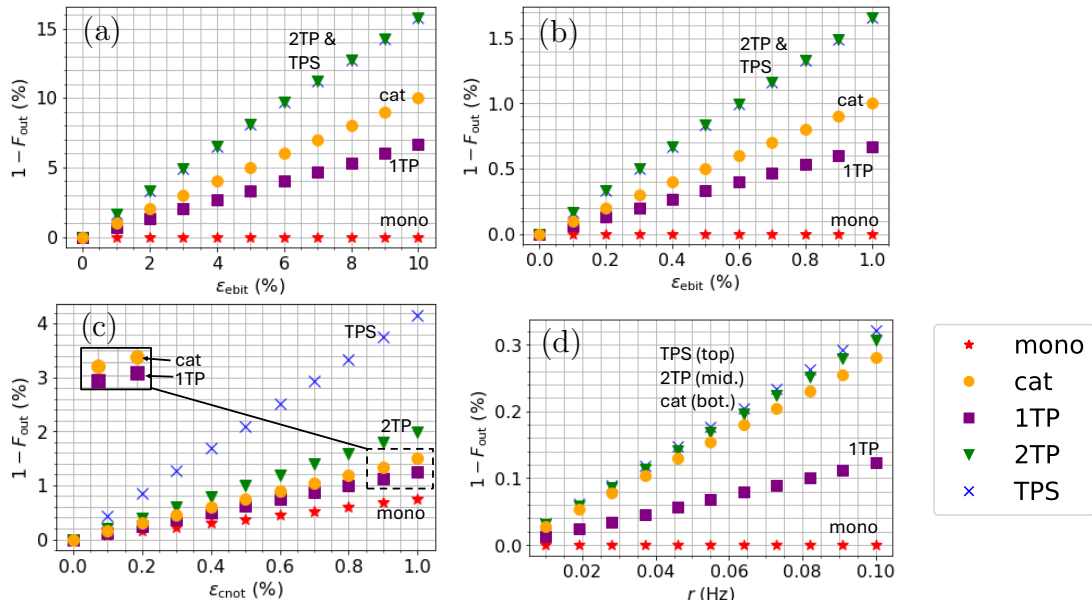 (a)
2TP &
TPS
cat
1TP
mono
15
10
5
0
1 − F_out (%)
0 2 4 6 8 10
ε_ebit (%)
(b)
2TP &
TPS
cat
1TP
mono
1.5
1.0
0.5
0.0
1 − F_out (%)
0.0 0.2 0.4 0.6 0.8 1.0
ε_ebit (%)
(c)
TPS
cat
1TP
2TP
mono
4
3
2
1
0
1 − F_out (%)
0.0 0.2 0.4 0.6 0.8 1.0
ε_cnot (%)
(d)
TPS (top)
2TP (mid.)
cat (bot.)
1TP
mono
0.3
0.2
0.1
0.0
1 − F_out (%)
0.02 0.04 0.06 0.08 0.10
r (Hz)
mono
cat
1TP
2TP
TPS